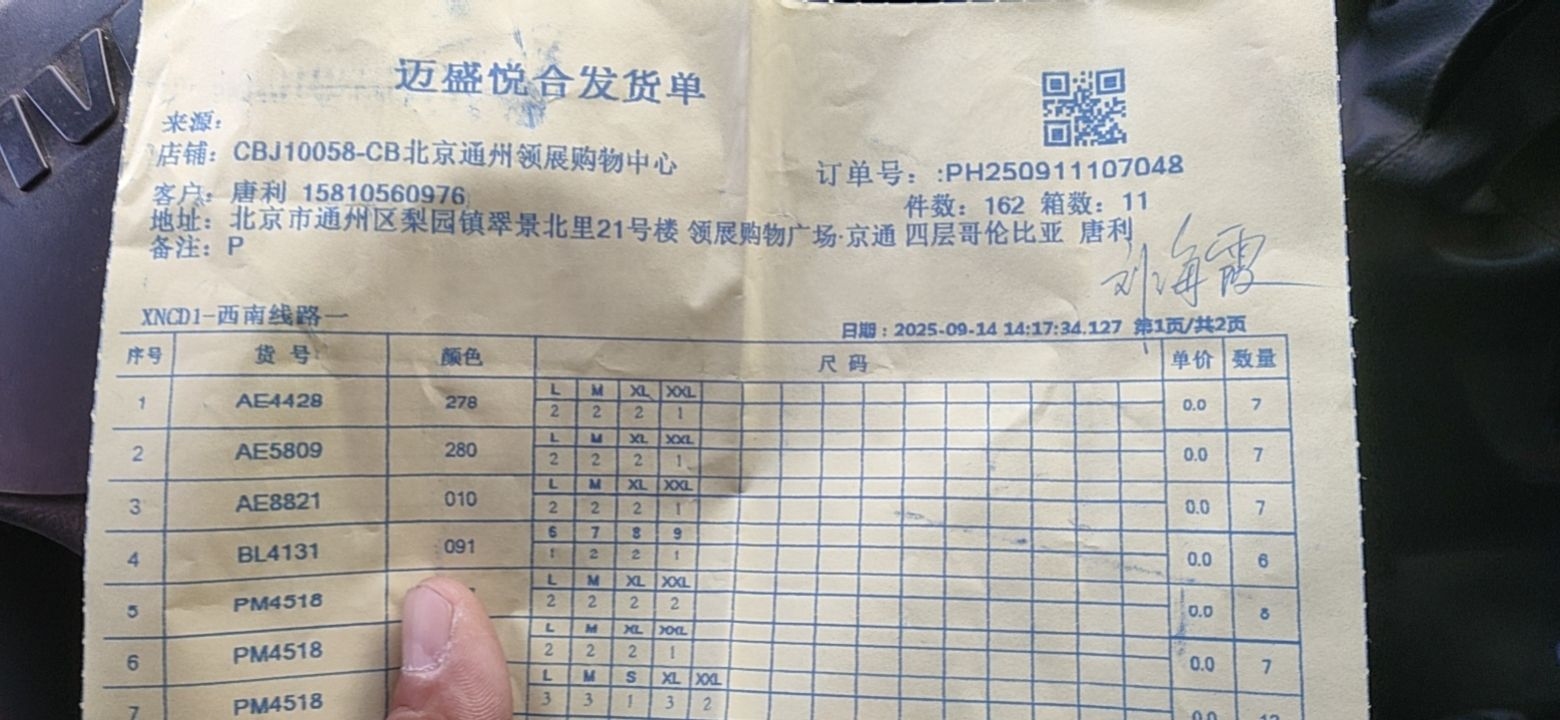 迈盛悦合发货单
来源:
店铺: CBJ10058-CB北京通州领展购物中心
订单号: :PH250911107048
客户: 唐利 15810560976
件数: 162 箱数: 11
地址: 北京市通州区梨园镇翠景北里21号楼 领展购物广场·京通 四层哥伦比亚 唐利
备注: P
刘海霞
XNCD1-西南线路一
日期: 2025-09-14 14:17:34.127 第1页/共2页
序号 货号 颜色 尺码 单价 数量
L M XL XXL
1 AE4428 278 2 2 2 1 0.0 7
L M XL XXL
2 AE5809 280 2 2 2 1 0.0 7
L M XL XXL
3 AE8821 010 2 2 2 1 0.0 7
6 7 8 9
4 BL4131 091 1 2 2 1 0.0 6
L M XL XXL
5 PM4518 2 2 2 2 0.0 8
L M XL XXL
6 PM4518 2 2 2 1 0.0 7
L M S XL XXL
7 PM4518 3 3 1 3 2 0.0